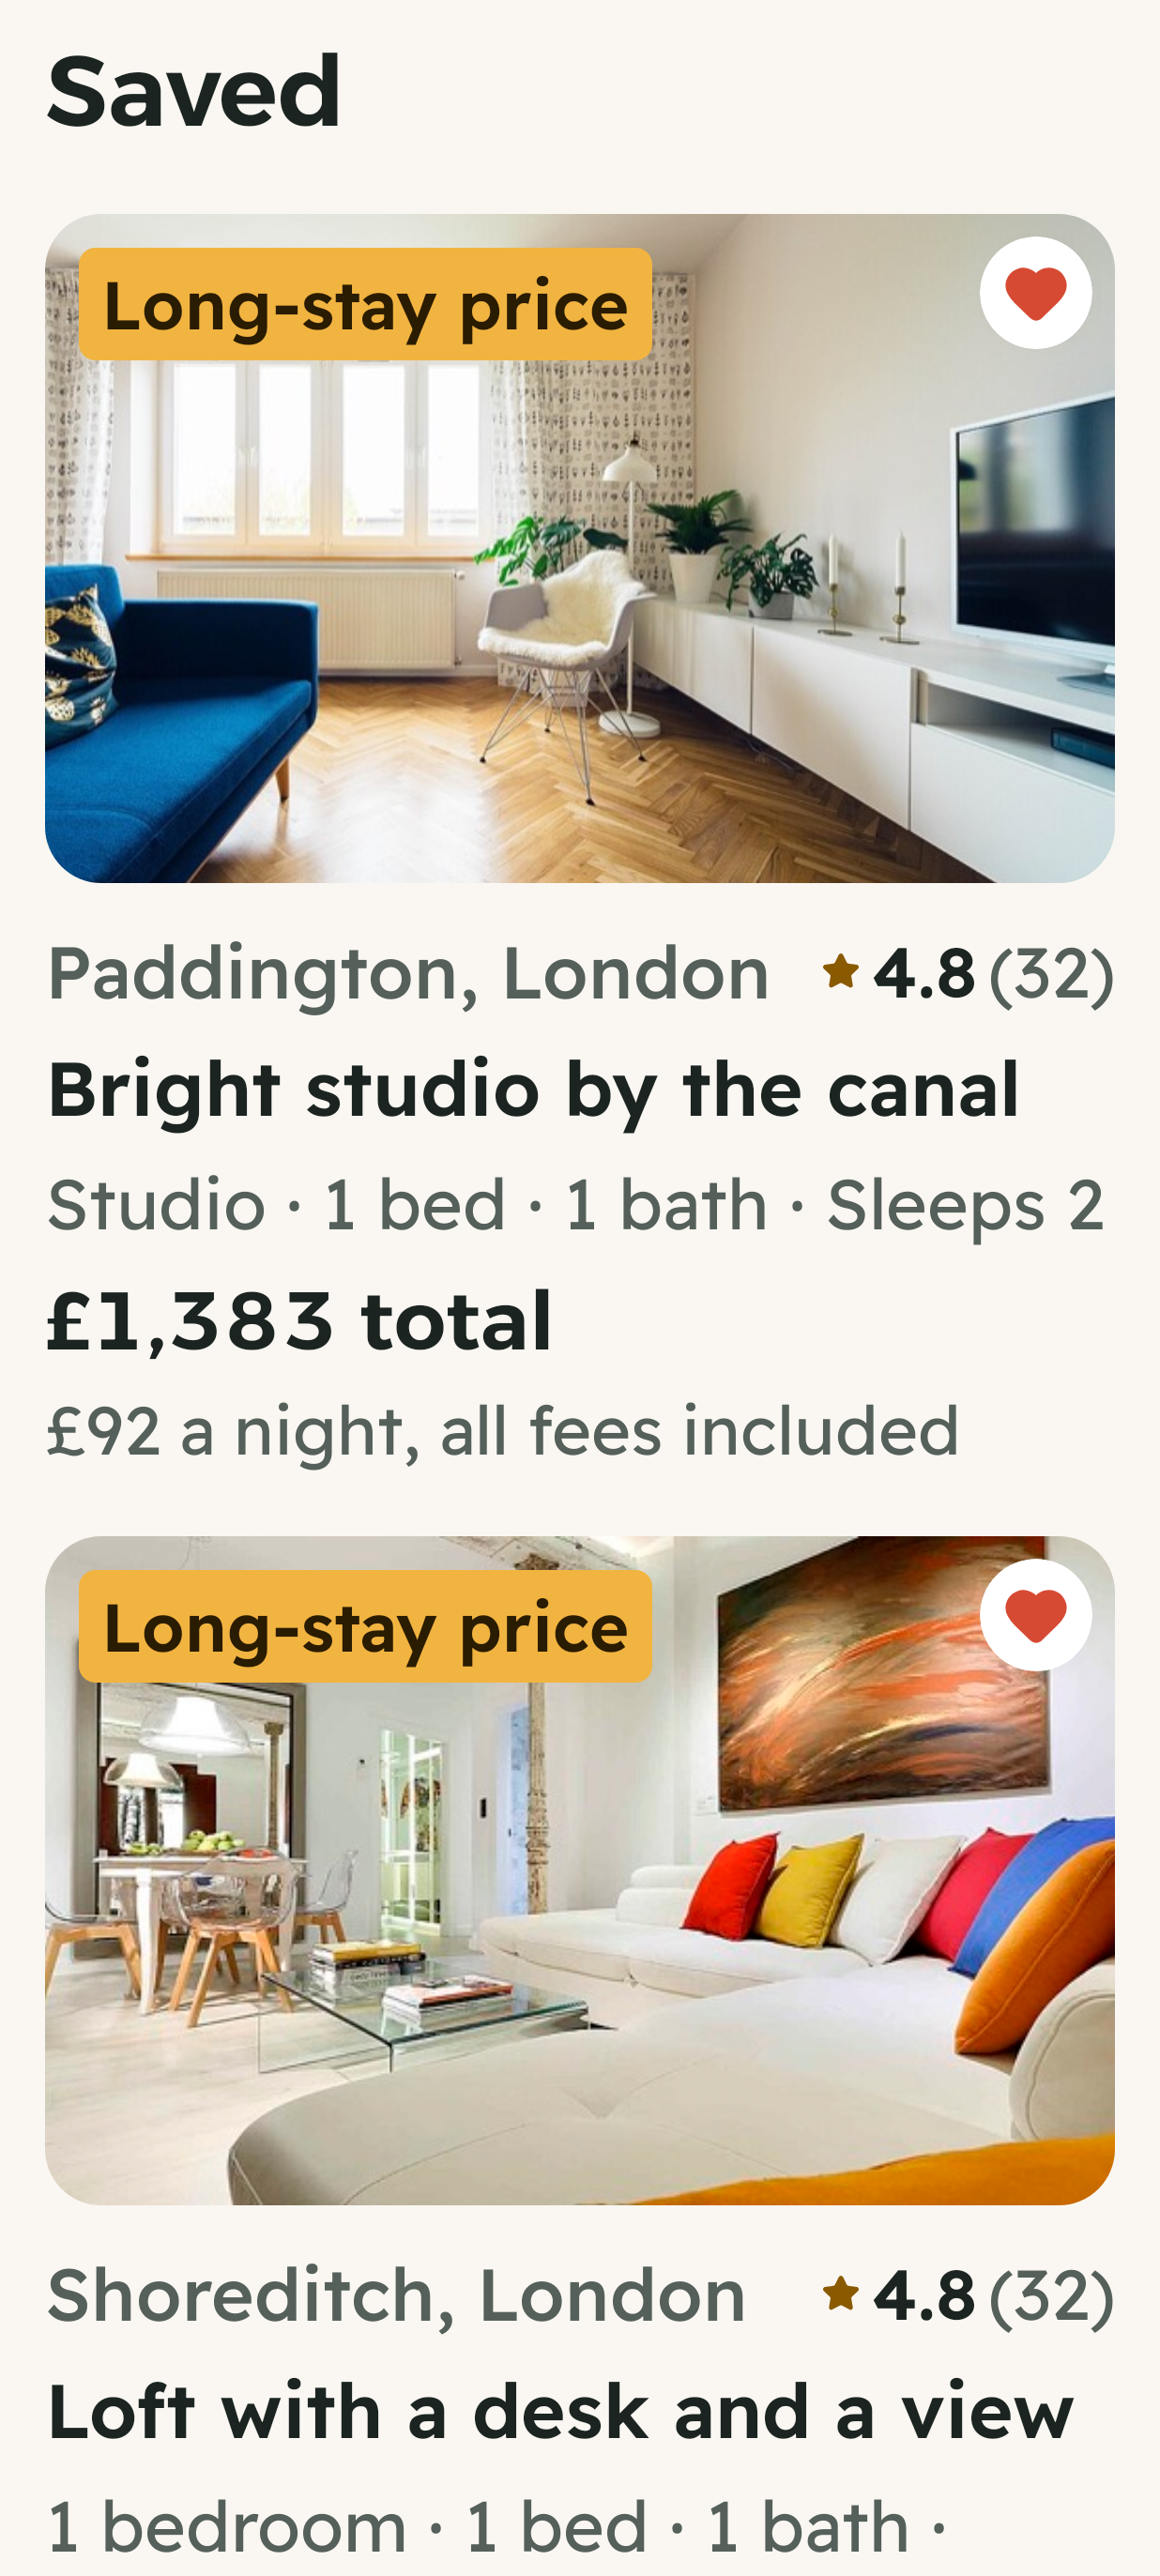 Saved
Long-stay price
Paddington, London 4.8 (32)
Bright studio by the canal
Studio · 1 bed · 1 bath · Sleeps 2
£1,383 total
£92 a night, all fees included
Long-stay price
Shoreditch, London 4.8 (32)
Loft with a desk and a view
1 bedroom · 1 bed · 1 bath ·